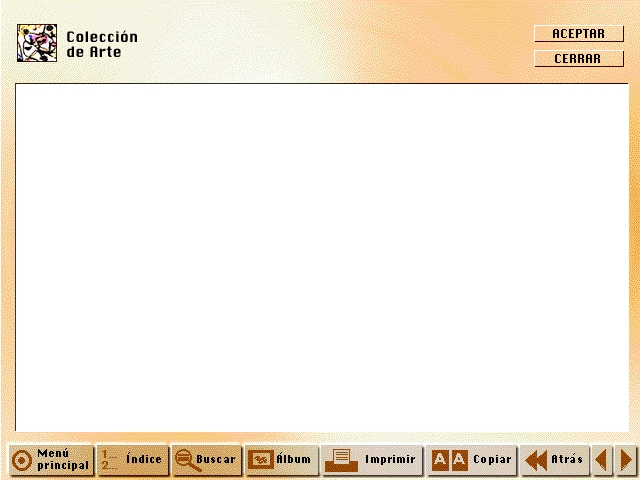 Colección
de Arte
ACEPTAR
CERRAR
Menú
principal
1...
2...
Índice
Buscar
Álbum
Imprimir
A A Copiar
Atrás